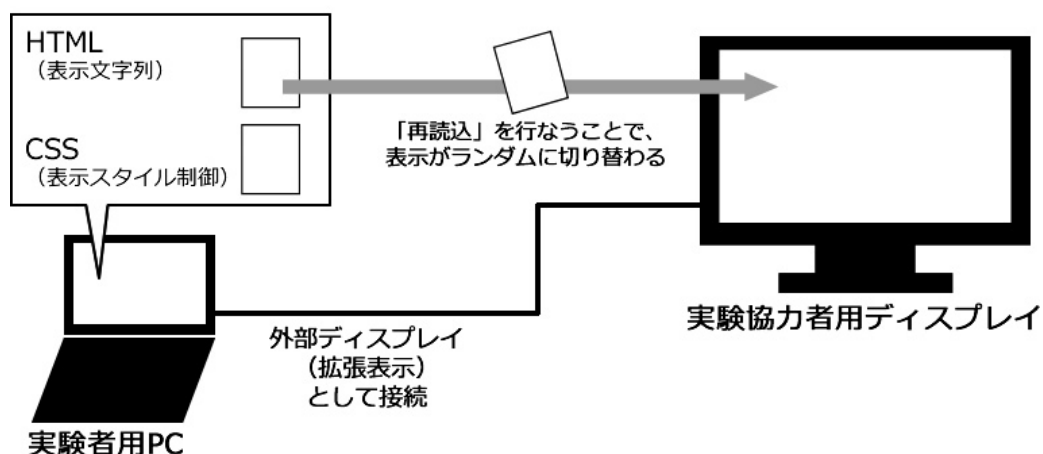 HTML
（表示文字列）
CSS
（表示スタイル制御）
「再読込」を行なうことで、
表示がランダムに切り替わる
実験協力者用ディスプレイ
外部ディスプレイ
（拡張表示）
として接続
実験者用PC